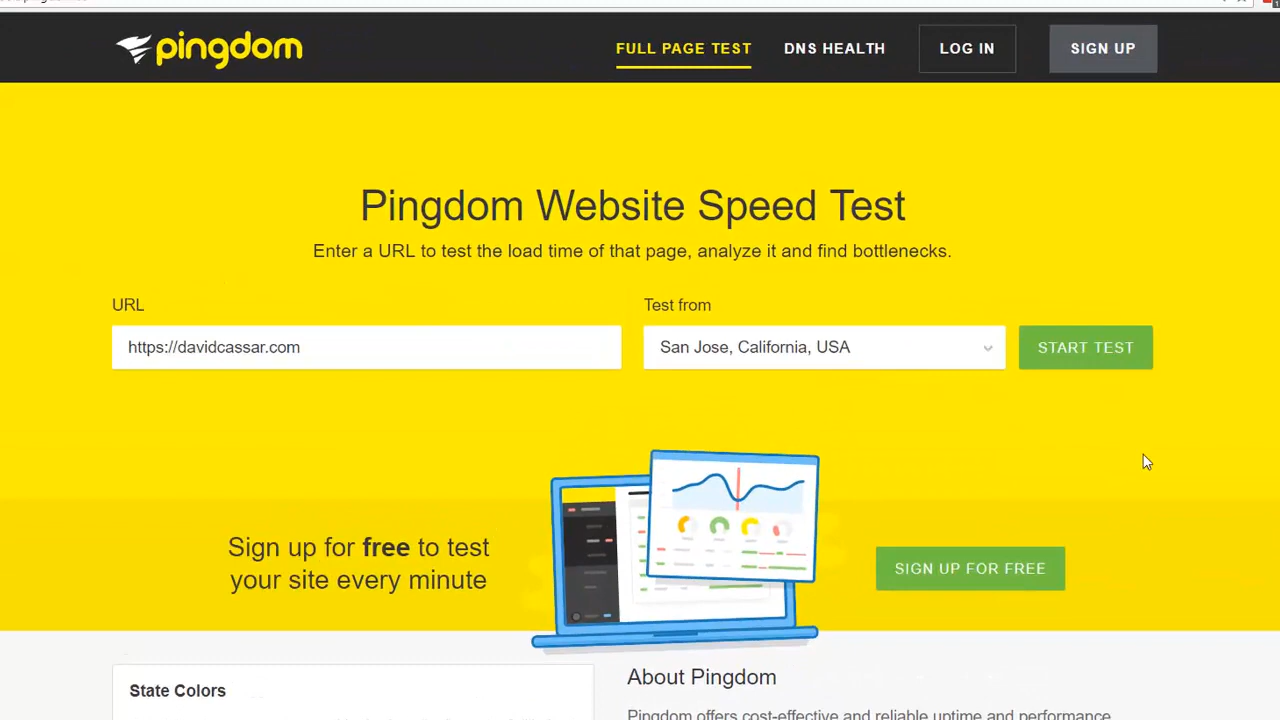 pingdom
FULL PAGE TEST
DNS HEALTH
LOG IN
SIGN UP
Pingdom Website Speed Test
Enter a URL to test the load time of that page, analyze it and find bottlenecks.
URL
Test from
https://davidcassar.com
San Jose, California, USA
START TEST
Sign up for free to test
your site every minute
SIGN UP FOR FREE
State Colors
About Pingdom
Pingdom offers cost-effective and reliable uptime and performance